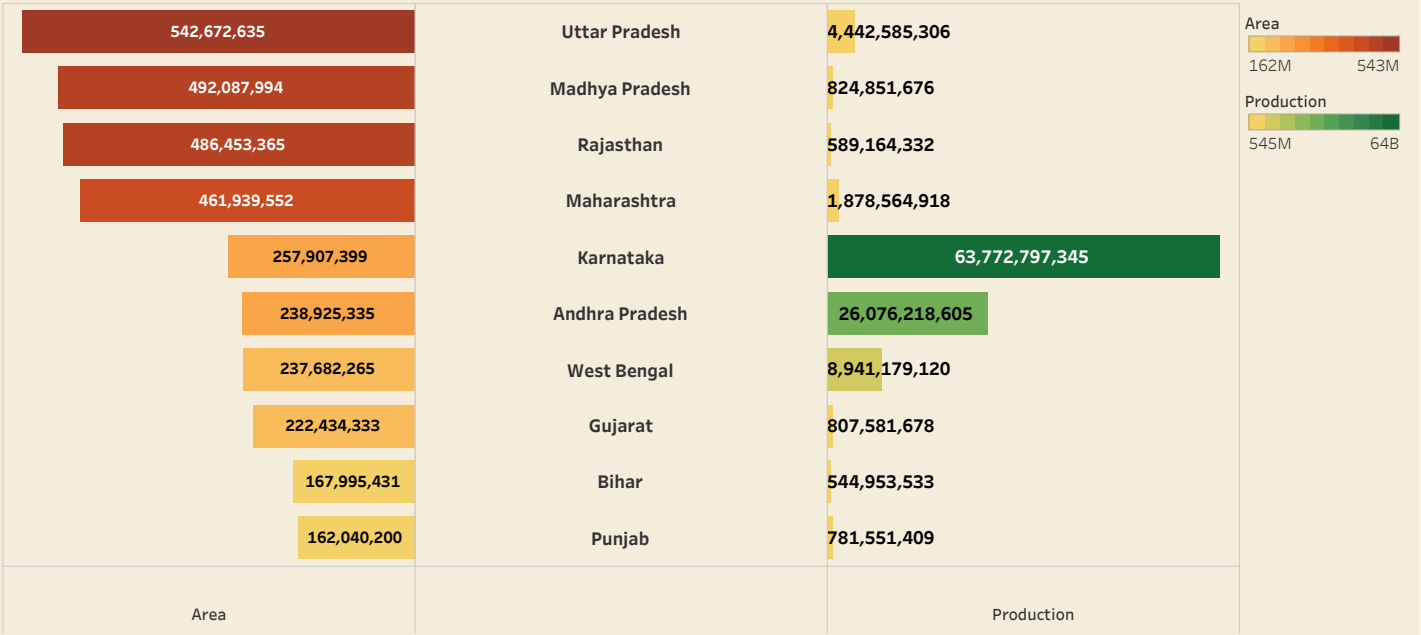 542,672,635 Uttar Pradesh 4,442,585,306
492,087,994 Madhya Pradesh 824,851,676
486,453,365 Rajasthan 589,164,332
461,939,552 Maharashtra 1,878,564,918
257,907,399 Karnataka 63,772,797,345
238,925,335 Andhra Pradesh 26,076,218,605
237,682,265 West Bengal 8,941,179,120
222,434,333 Gujarat 807,581,678
167,995,431 Bihar 544,953,533
162,040,200 Punjab 781,551,409
Area Production
Area
162M 543M
Production
545M 64B